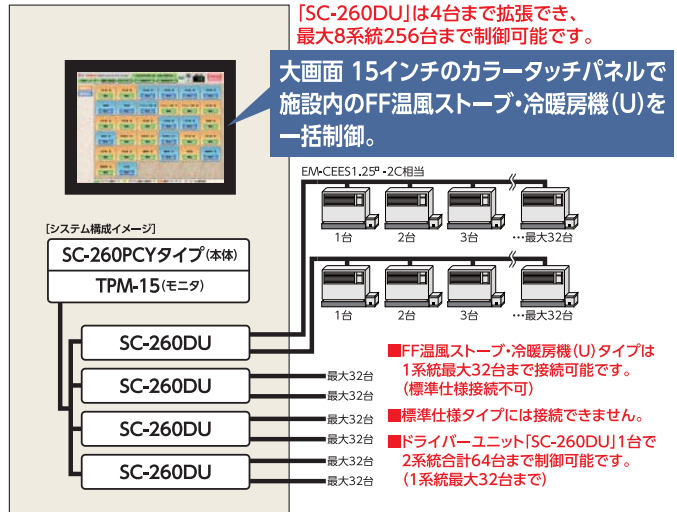 「SC-260DU」は4台まで拡張でき、
最大8系統256台まで制御可能です。
大画面 15インチのカラータッチパネルで
施設内のFF温風ストーブ・冷暖房機(U)を
一括制御。
EM-CEES1.25□-2C相当
1台 2台 3台 …最大32台
[システム構成イメージ]
SC-260PCYタイプ(本体)
TPM-15(モニタ)
1台 2台 3台 …最大32台
SC-260DU
SC-260DU
SC-260DU
SC-260DU
最大32台
最大32台
最大32台
最大32台
最大32台
最大32台
■FF温風ストーブ・冷暖房機(U)タイプは
1系統最大32台まで接続可能です。
(標準仕様接続不可)
■標準仕様タイプには接続できません。
■ドライバーユニット「SC-260DU」1台で
2系統合計64台まで制御可能です。
(1系統最大32台まで)